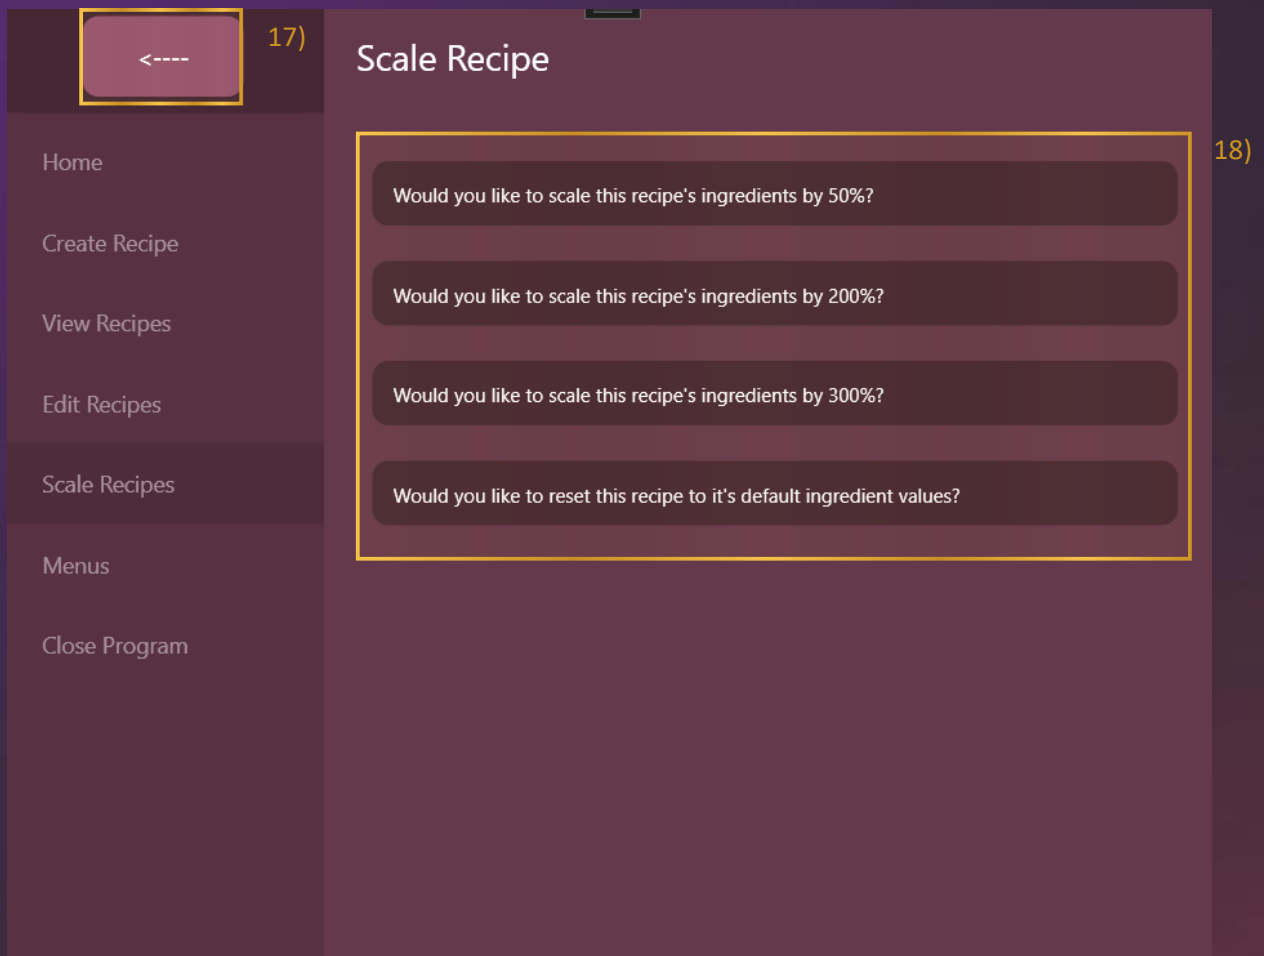 <----
17)
Scale Recipe
Home
Create Recipe
View Recipes
Edit Recipes
Scale Recipes
Menus
Close Program
18)
Would you like to scale this recipe's ingredients by 50%?
Would you like to scale this recipe's ingredients by 200%?
Would you like to scale this recipe's ingredients by 300%?
Would you like to reset this recipe to it's default ingredient values?